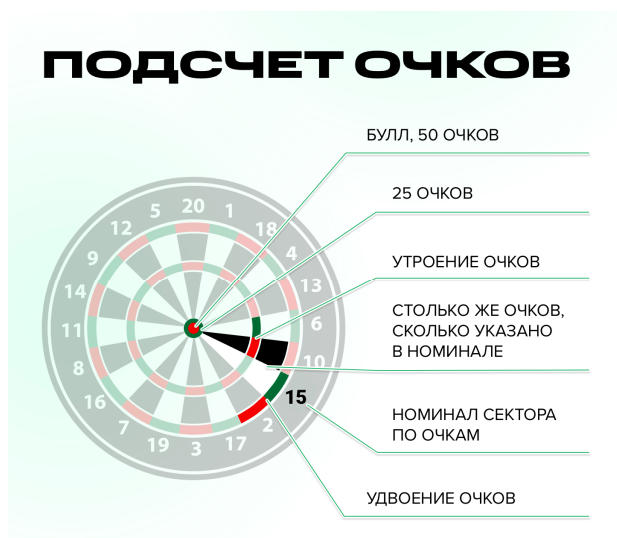 ПОДСЧЕТ ОЧКОВ
БУЛЛ, 50 ОЧКОВ
25 ОЧКОВ
УТРОЕНИЕ ОЧКОВ
СТОЛЬКО ЖЕ ОЧКОВ,
СКОЛЬКО УКАЗАНО
В НОМИНАЛЕ
НОМИНАЛ СЕКТОРА
ПО ОЧКАМ
УДВОЕНИЕ ОЧКОВ
20
1
18
4
13
6
10
15
2
17
3
19
7
16
8
11
14
9
12
5